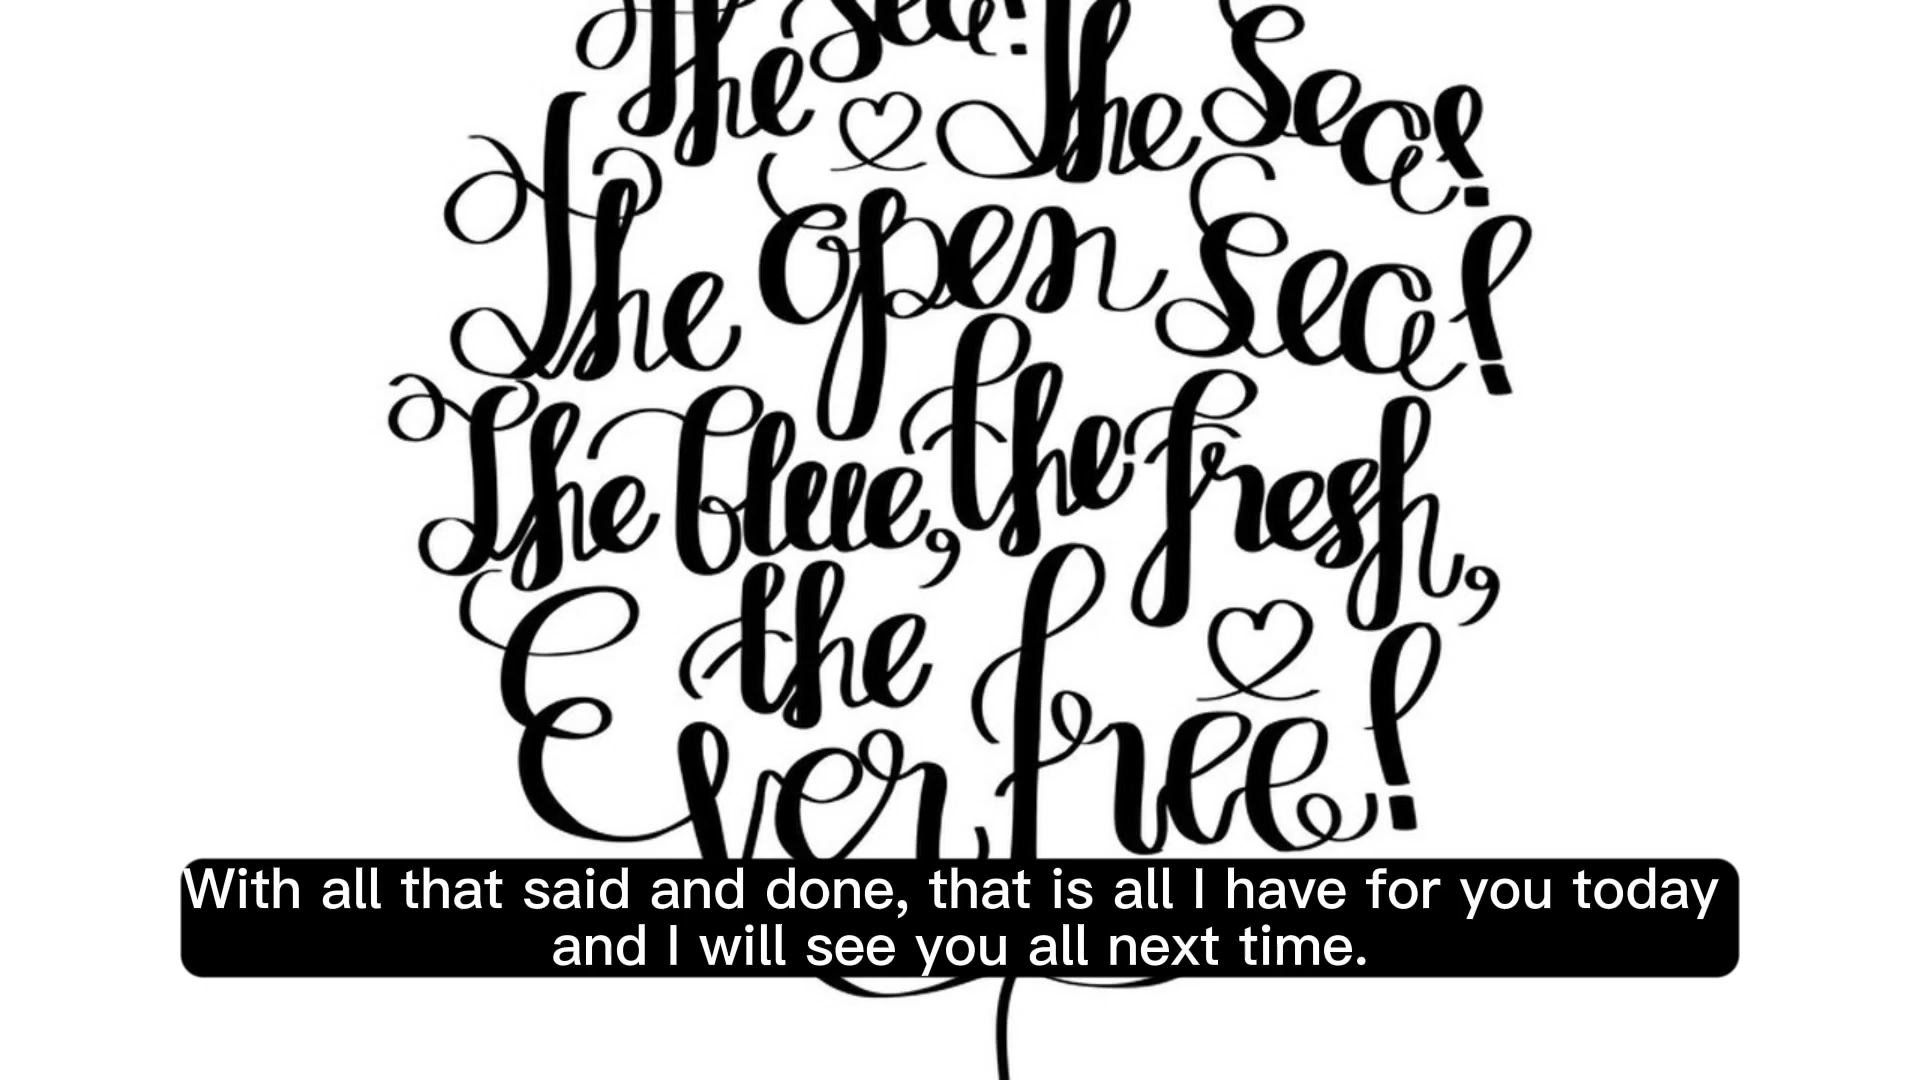 The sea! The Sea!
The open Sea!
The blue, the fresh,
the
Ever free!
With all that said and done, that is all I have for you today
and I will see you all next time.